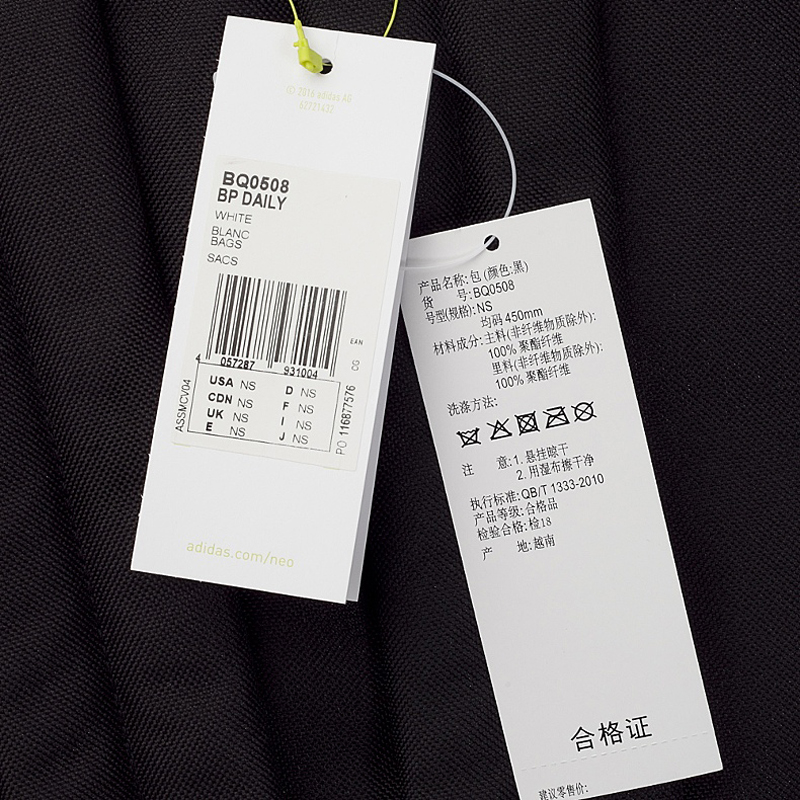 © 2016 adidas AG
62721432
BQ0508
BP DAILY
WHITE
BLANC
BAGS
SACS
EAN
4 057287 931004
CG
ASSMCV04
USA NS D NS
CDN NS F NS
UK NS I NS
E NS J NS
PO 116877576
adidas.com/neo
产品名称: 包 (颜色:黑)
货 号: BQ0508
号型(规格): NS
均码 450mm
材料成分: 主料(非纤维物质除外):
100% 聚酯纤维
里料(非纤维物质除外):
100% 聚酯纤维
洗涤方法:
注 意: 1. 悬挂晾干
2. 用湿布擦干净
执行标准: QB/T 1333-2010
产品等级: 合格品
检验合格: 检18
产 地: 越南
合格证
建议零售价: